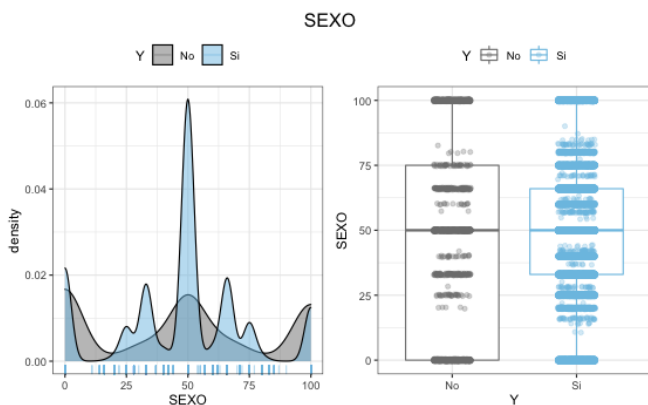 SEXO
Y No Si
0.06
0.04
0.02
0.00
density
0 25 50 75 100
SEXO
Y No Si
100
75
50
25
0
SEXO
No Si
Y